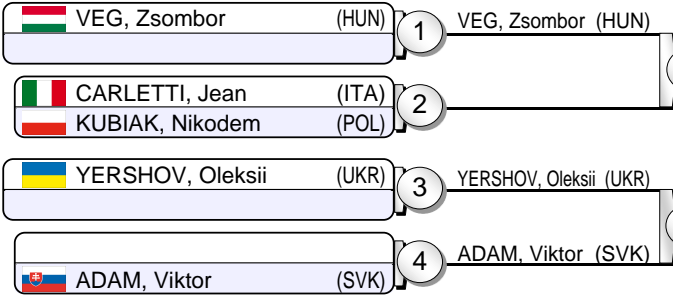 VEG, Zsombor (HUN) 1 VEG, Zsombor (HUN)
CARLETTI, Jean (ITA)
2
KUBIAK, Nikodem (POL)
YERSHOV, Oleksii (UKR) 3 YERSHOV, Oleksii (UKR)
4 ADAM, Viktor (SVK)
ADAM, Viktor (SVK)